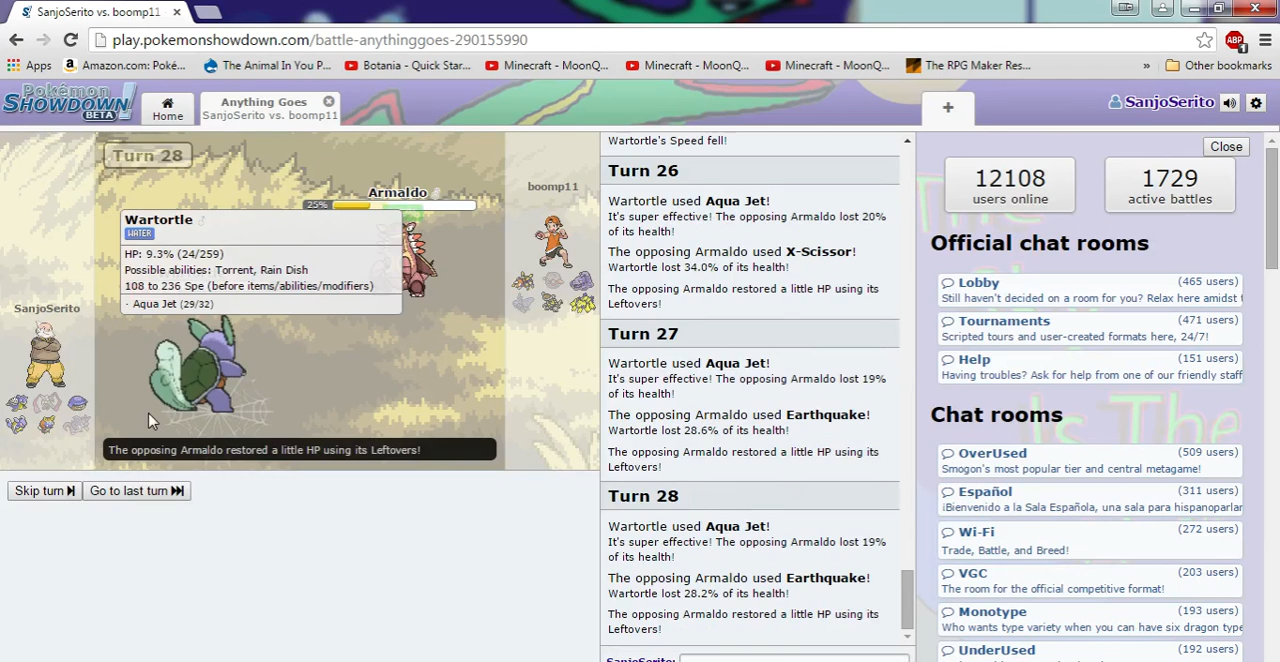 SanjoSerito vs. boomp11 ×
play.pokemonshowdown.com/battle-anythinggoes-290155990
ABP
1
Apps
Amazon.com: Poké...
The Animal In You P...
Botania - Quick Star...
Minecraft - MoonQ...
Minecraft - MoonQ...
Minecraft - MoonQ...
The RPG Maker Res...
»
Other bookmarks
Pokémon
SHOWDOWN!
BETA
Home
Anything Goes
SanjoSerito vs. boomp11
+
SanjoSerito
Turn 28
Armaldo ♂
25%
boomp11
SanjoSerito
Wartortle ♂
WATER
HP: 9.3% (24/259)
Possible abilities: Torrent, Rain Dish
108 to 236 Spe (before items/abilities/modifiers)
· Aqua Jet (29/32)
The opposing Armaldo restored a little HP using its Leftovers!
Skip turn
Go to last turn
Wartortle's Speed fell!
Turn 26
Wartortle used Aqua Jet!
It's super effective! The opposing Armaldo lost 20%
of its health!
The opposing Armaldo used X-Scissor!
Wartortle lost 34.0% of its health!
The opposing Armaldo restored a little HP using its
Leftovers!
Turn 27
Wartortle used Aqua Jet!
It's super effective! The opposing Armaldo lost 19%
of its health!
The opposing Armaldo used Earthquake!
Wartortle lost 28.6% of its health!
The opposing Armaldo restored a little HP using its
Leftovers!
Turn 28
Wartortle used Aqua Jet!
It's super effective! The opposing Armaldo lost 19%
of its health!
The opposing Armaldo used Earthquake!
Wartortle lost 28.2% of its health!
The opposing Armaldo restored a little HP using its
Leftovers!
SanjoSerito:
Close
12108
users online
1729
active battles
Official chat rooms
Lobby (465 users)
Still haven't decided on a room for you? Relax here amidst t
Tournaments (471 users)
Scripted tours and user-created formats here, 24/7!
Help (151 users)
Having troubles? Ask for help from one of our friendly staff
Chat rooms
Is The
OverUsed (509 users)
Smogon's most popular tier and central metagame!
Español (311 users)
¡Bienvenido a la Sala Española, una sala para hispanoparlar
Wi-Fi (272 users)
Trade, Battle, and Breed!
VGC (203 users)
The room for the official competitive format!
Monotype (193 users)
Who wants type variety when you can have six dragon type
UnderUsed (192 users)